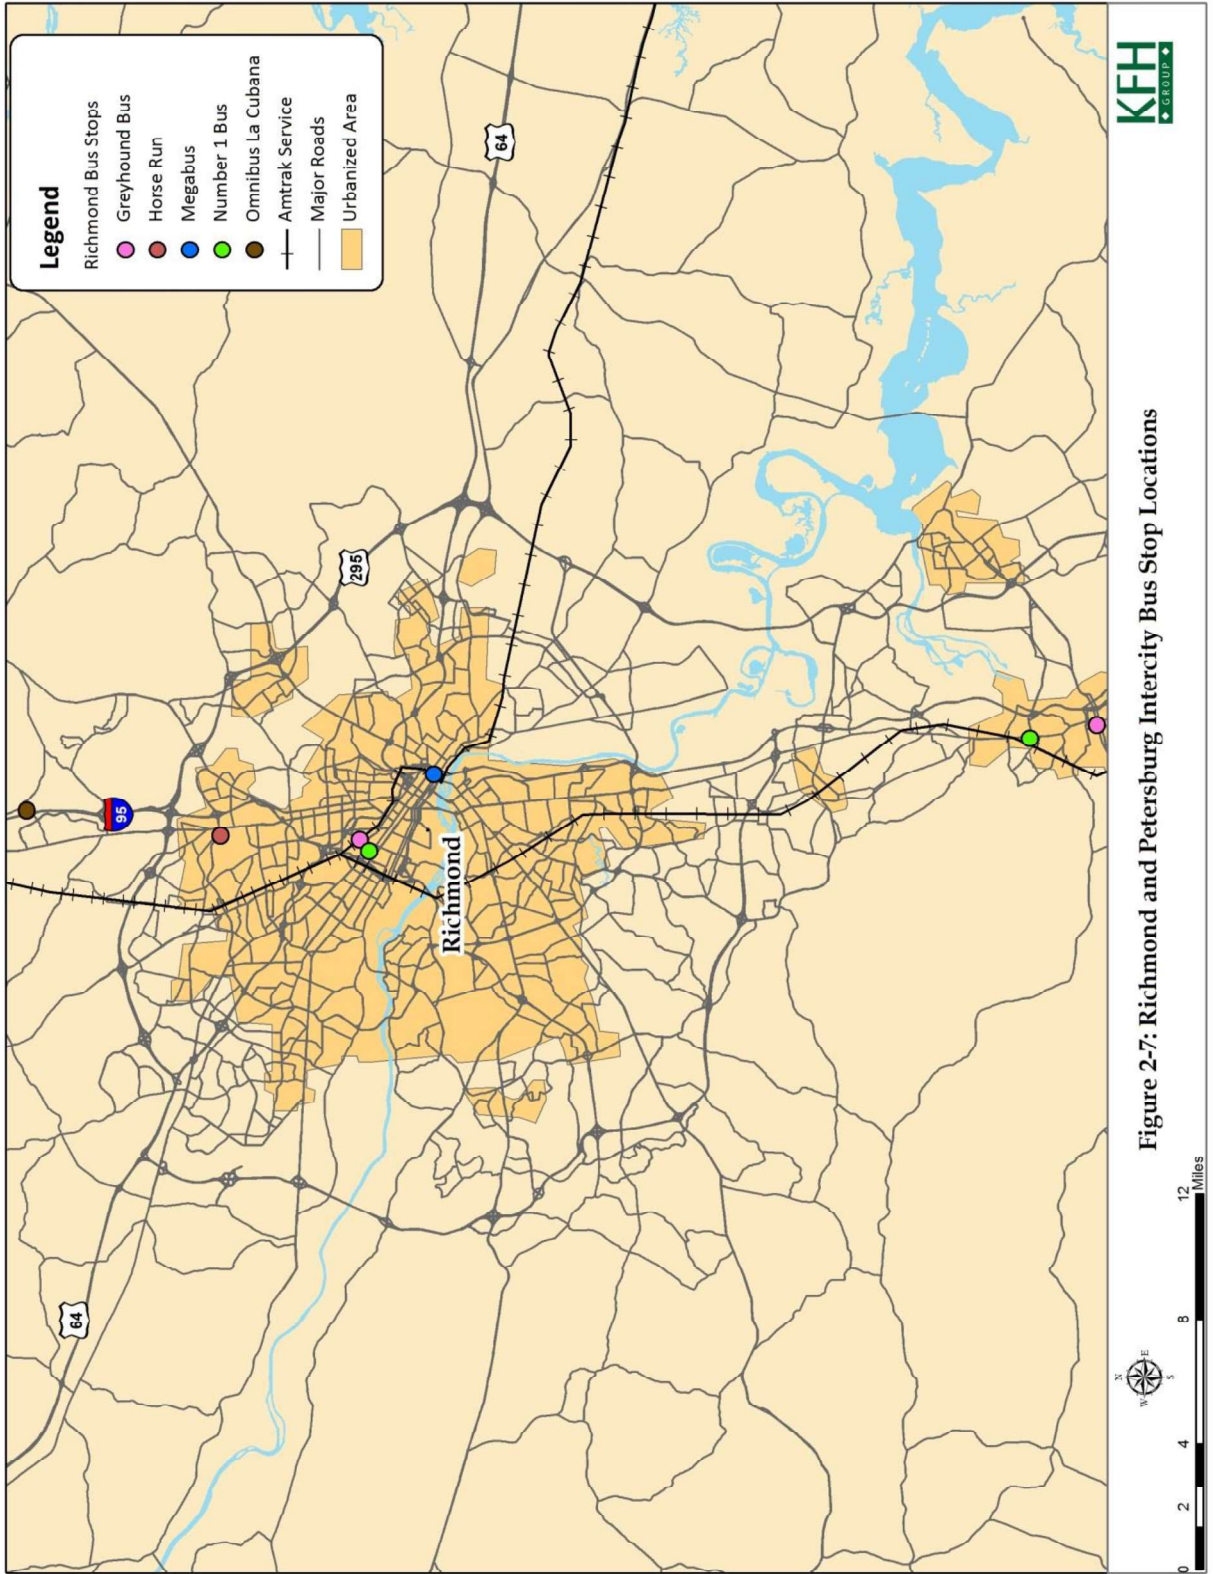 Legend
Richmond Bus Stops
Greyhound Bus
Horse Run
Megabus
Number 1 Bus
Omnibus La Cubana
Amtrak Service
Major Roads
Urbanized Area
64
295
95
64
Richmond
N
W E
S
0 2 4 8 12
Miles
Figure 2-7: Richmond and Petersburg Intercity Bus Stop Locations
KFH
GROUP